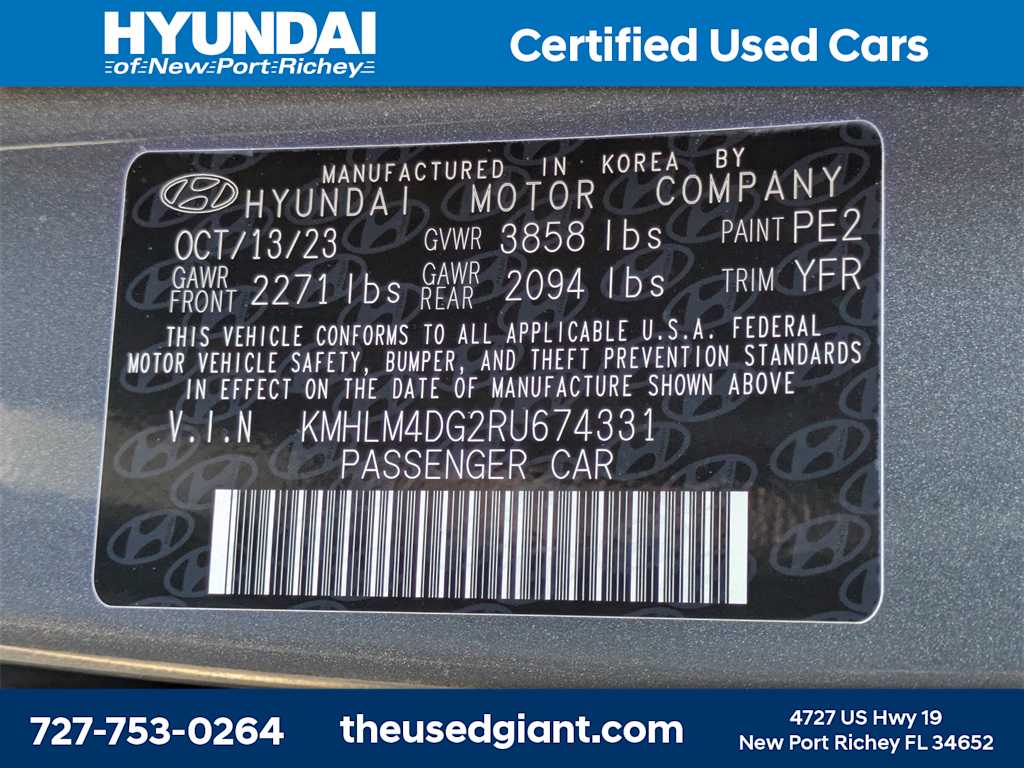 HYUNDAI
of New Port Richey
Certified Used Cars
MANUFACTURED IN KOREA BY
HYUNDAI MOTOR COMPANY
OCT/13/23 GVWR 3858 lbs PAINT PE2
GAWR FRONT 2271 lbs GAWR REAR 2094 lbs TRIM YFR
THIS VEHICLE CONFORMS TO ALL APPLICABLE U.S.A. FEDERAL
MOTOR VEHICLE SAFETY, BUMPER, AND THEFT PREVENTION STANDARDS
IN EFFECT ON THE DATE OF MANUFACTURE SHOWN ABOVE
V.I.N KMHLM4DG2RU674331
PASSENGER CAR
727-753-0264
theusedgiant.com
4727 US Hwy 19
New Port Richey FL 34652